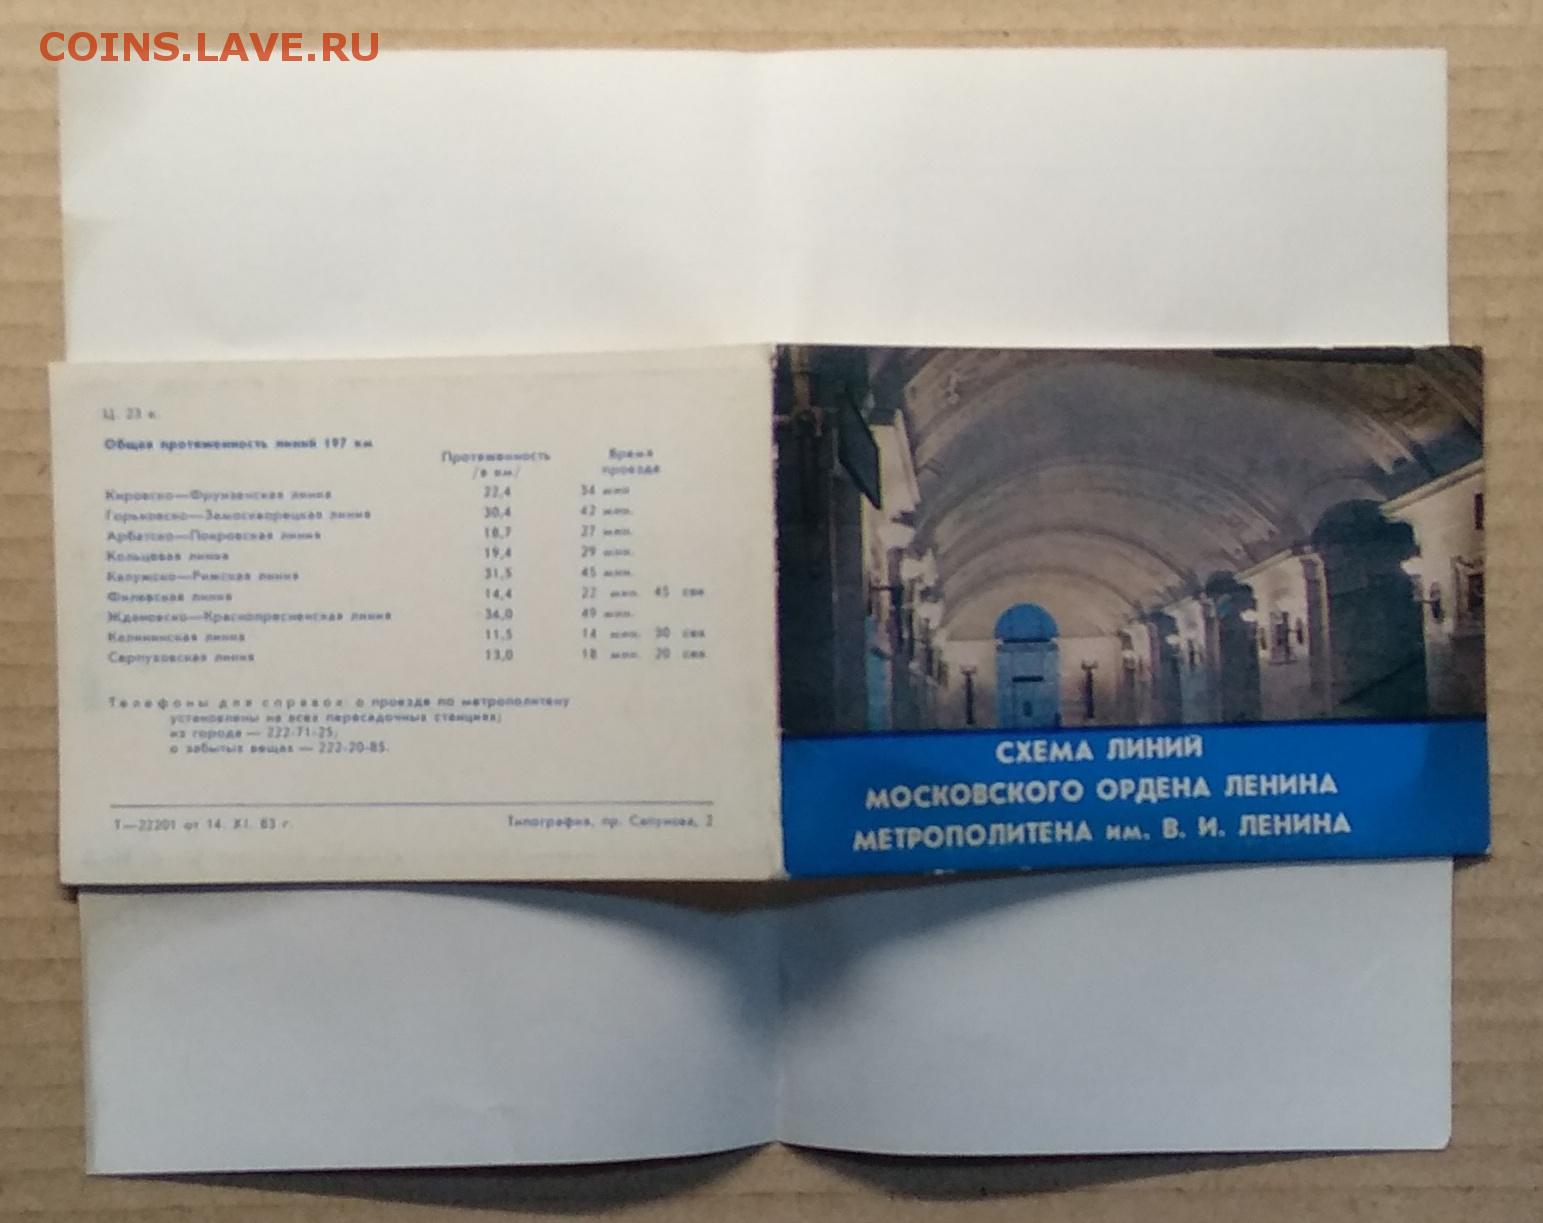 COINS.LAVE.RU
Ц. 23 к.
Общая протяженность линий 197 км
Протяженность /в км/
Время проезда
Кировско—Фрунзенская линия 22,4 34 мин
Горьковско—Замоскворецкая линия 30,4 42 мин.
Арбатско—Покровская линия 18,7 27 мин.
Кольцевая линия 19,4 29 мин.
Калужско—Рижская линия 31,5 45 мин.
Филевская линия 14,4 22 мин. 45 сек
Ждановско—Краснопресненская линия 34,0 49 мин.
Калининская линия 11,5 14 мин. 30 сек
Серпуховская линия 13,0 18 мин. 20 сек
Телефоны для справок: о проезде по метрополитену
установлены на всех пересадочных станциях;
из города — 222-71-25;
о забытых вещах — 222-20-85.
Т—22201 от 14. XI. 83 г.
Типография, пр. Сапунова, 2
СХЕМА ЛИНИЙ
МОСКОВСКОГО ОРДЕНА ЛЕНИНА
МЕТРОПОЛИТЕНА им. В. И. ЛЕНИНА